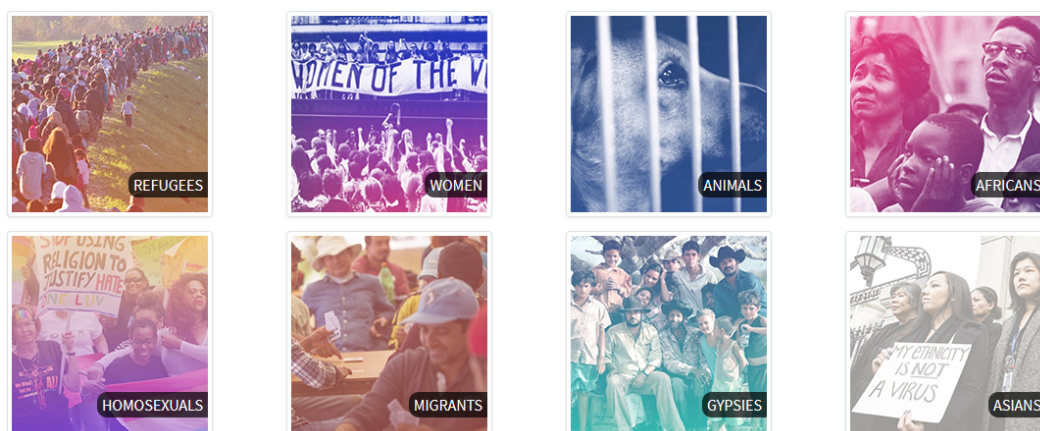 WOMEN OF THE
REFUGEES
WOMEN
ANIMALS
AFRICANS
STOP USING
RELIGION TO
JUSTIFY HATE
ONE LUV
MY ETHNICITY
IS NOT
A VIRUS
HOMOSEXUALS
MIGRANTS
GYPSIES
ASIANS